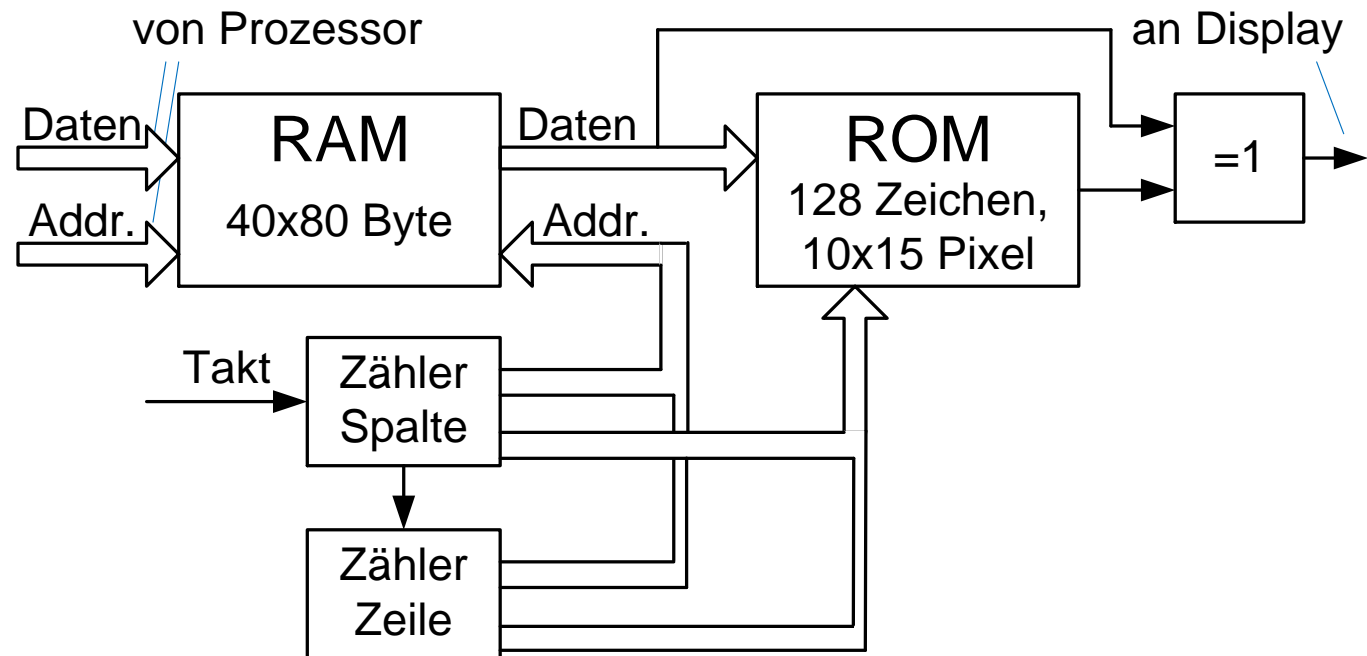 von Prozessor
an Display
Daten
RAM
40x80 Byte
Daten
ROM
128 Zeichen,
10x15 Pixel
=1
Addr.
Addr.
Takt
Zähler
Spalte
Zähler
Zeile